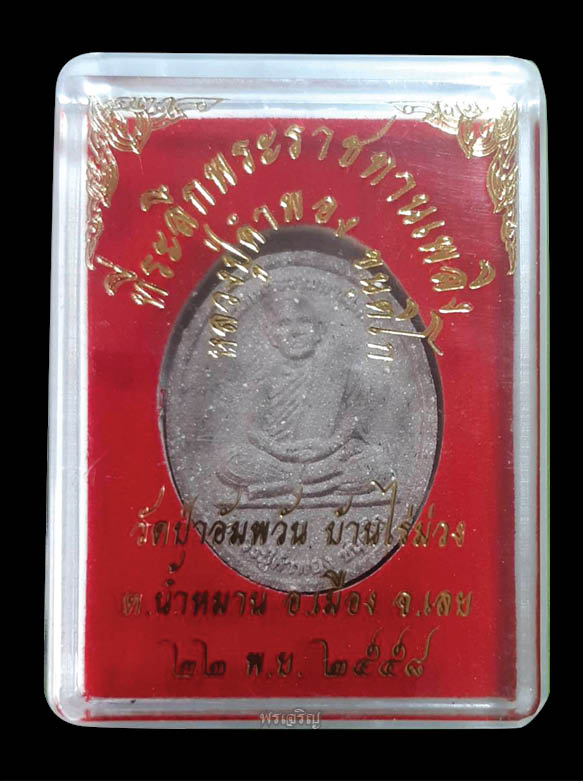 ที่ระลึกพระราชทานเพลิง
หลวงปู่คำพอง ขนฺติโก
วัดป่าอัมพวัน บ้านไร่ม่วง
ต.น้ำหมาน อ.เมือง จ.เลย
๒๒ พ.ย. ๒๕๕๘
พรเจริญ